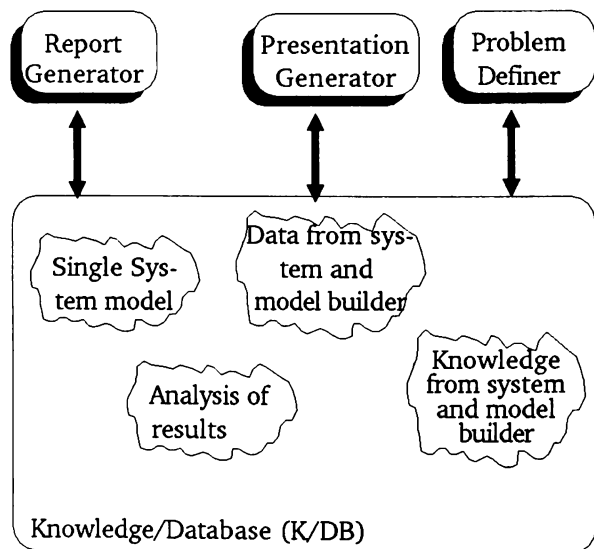 Report
Generator
Presentation
Generator
Problem
Definer
Single Sys-
tem model
Data from sys-
tem and
model builder
Analysis of
results
Knowledge
from system
and model
builder
Knowledge/Database (K/DB)